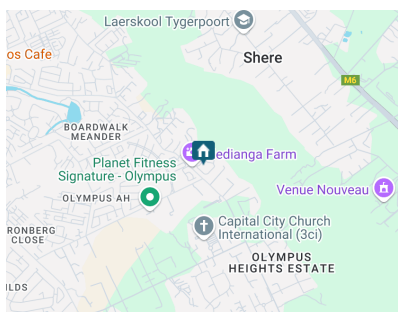 Laerskool Tygerpoort
os Cafe
Shere
M6
BOARDWALK
MEANDER
edianga Farm
Planet Fitness
Signature - Olympus
Venue Nouveau
OLYMPUS AH
Capital City Church
International (3ci)
RONBERG
CLOSE
OLYMPUS
HEIGHTS ESTATE
ILDS